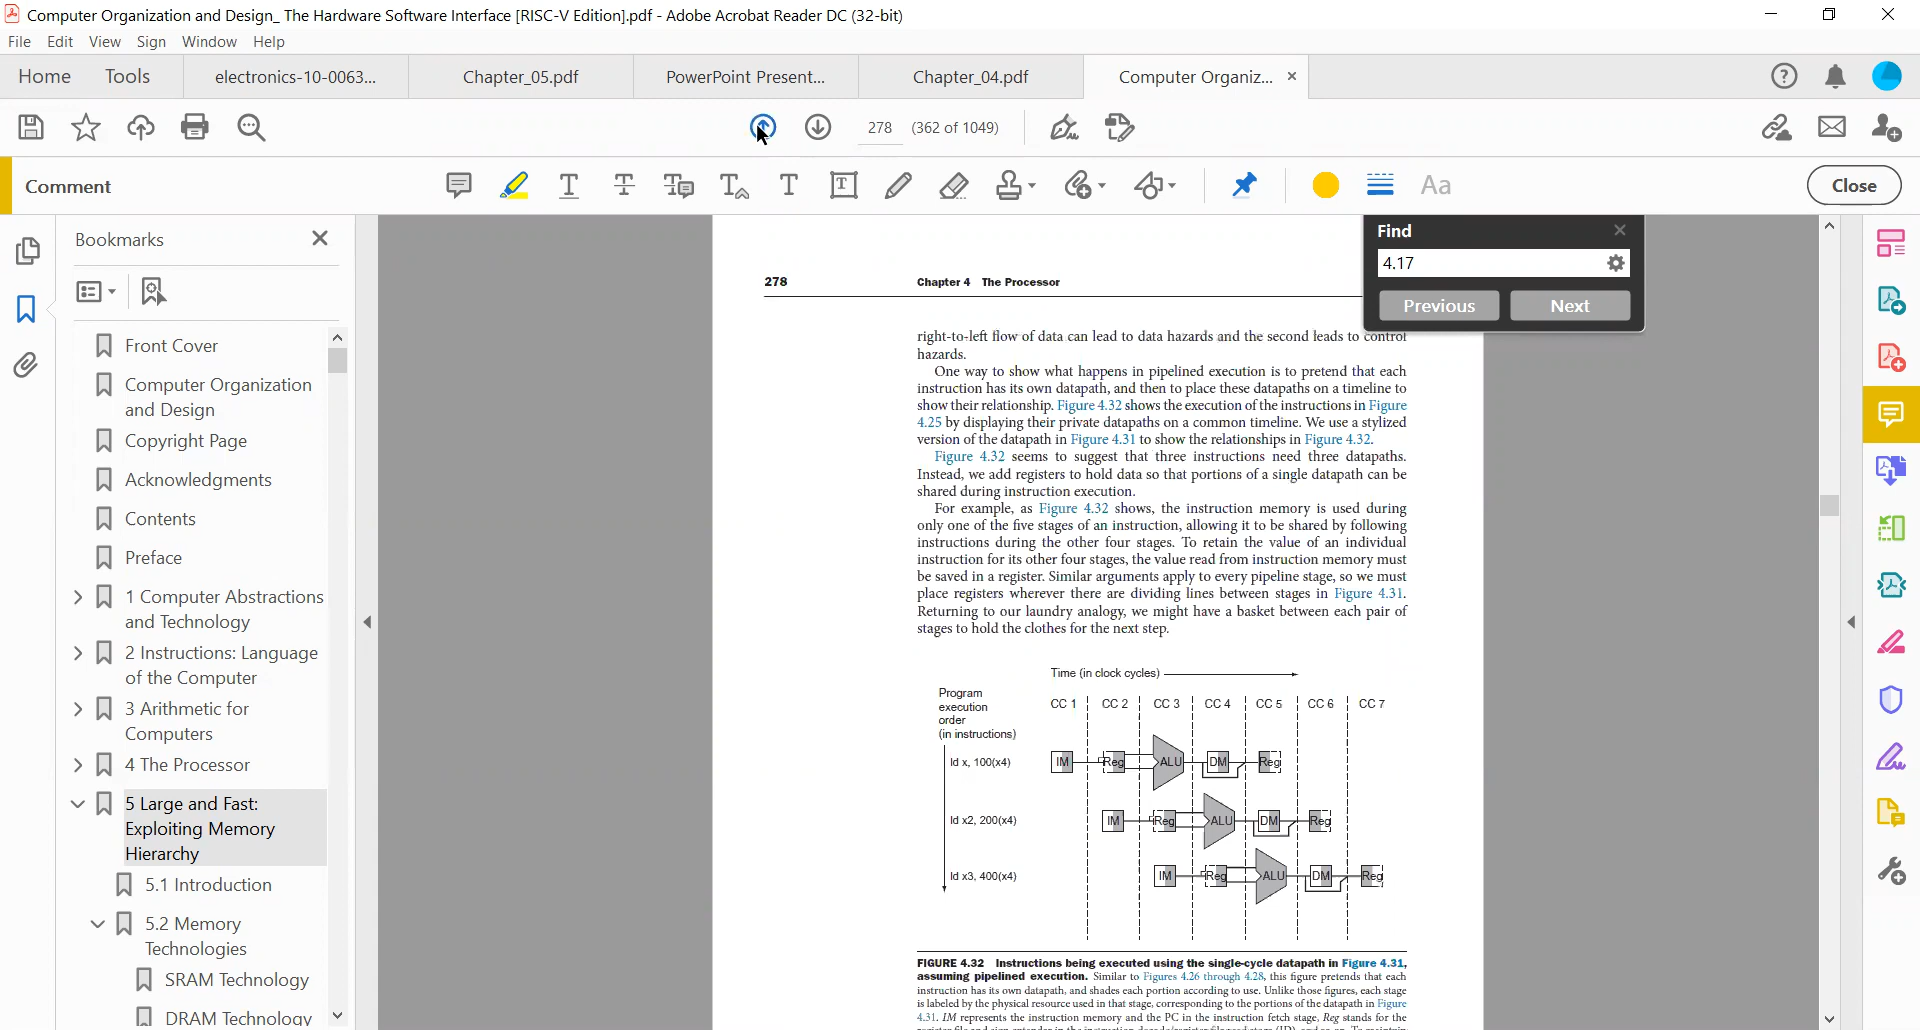 Computer Organization and Design_ The Hardware Software Interface [RISC-V Edition].pdf - Adobe Acrobat Reader DC (32-bit)
File Edit View Sign Window Help
Home Tools electronics-10-0063... Chapter_05.pdf PowerPoint Present... Chapter_04.pdf Computer Organiz...
278 (362 of 1049)
Comment
Aa
Close
Bookmarks
Front Cover
Computer Organization
and Design
Copyright Page
Acknowledgments
Contents
Preface
1 Computer Abstractions
and Technology
2 Instructions: Language
of the Computer
3 Arithmetic for
Computers
4 The Processor
5 Large and Fast:
Exploiting Memory
Hierarchy
5.1 Introduction
5.2 Memory
Technologies
SRAM Technology
DRAM Technology
Find
4.17
Previous Next
278 Chapter 4 The Processor
right-to-left flow of data can lead to data hazards and the second leads to control
hazards.
One way to show what happens in pipelined execution is to pretend that each
instruction has its own datapath, and then to place these datapaths on a timeline to
show their relationship. Figure 4.32 shows the execution of the instructions in Figure
4.25 by displaying their private datapaths on a common timeline. We use a stylized
version of the datapath in Figure 4.31 to show the relationships in Figure 4.32.
Figure 4.32 seems to suggest that three instructions need three datapaths.
Instead, we add registers to hold data so that portions of a single datapath can be
shared during instruction execution.
For example, as Figure 4.32 shows, the instruction memory is used during
only one of the five stages of an instruction, allowing it to be shared by following
instructions during the other four stages. To retain the value of an individual
instruction for its other four stages, the value read from instruction memory must
be saved in a register. Similar arguments apply to every pipeline stage, so we must
place registers wherever there are dividing lines between stages in Figure 4.31.
Returning to our laundry analogy, we might have a basket between each pair of
stages to hold the clothes for the next step.
Time (in clock cycles)
Program
execution
order
(in instructions)
CC 1 CC 2 CC 3 CC 4 CC 5 CC 6 CC 7
ld x, 100(x4) IM Reg ALU DM Reg
ld x2, 200(x4) IM Reg ALU DM Reg
ld x3, 400(x4) IM Reg ALU DM Reg
FIGURE 4.32 Instructions being executed using the single-cycle datapath in Figure 4.31,
assuming pipelined execution. Similar to Figures 4.26 through 4.28, this figure pretends that each
instruction has its own datapath, and shades each portion according to use. Unlike those figures, each stage
is labeled by the physical resource used in that stage, corresponding to the portions of the datapath in Figure
4.31. IM represents the instruction memory and the PC in the instruction fetch stage, Reg stands for the